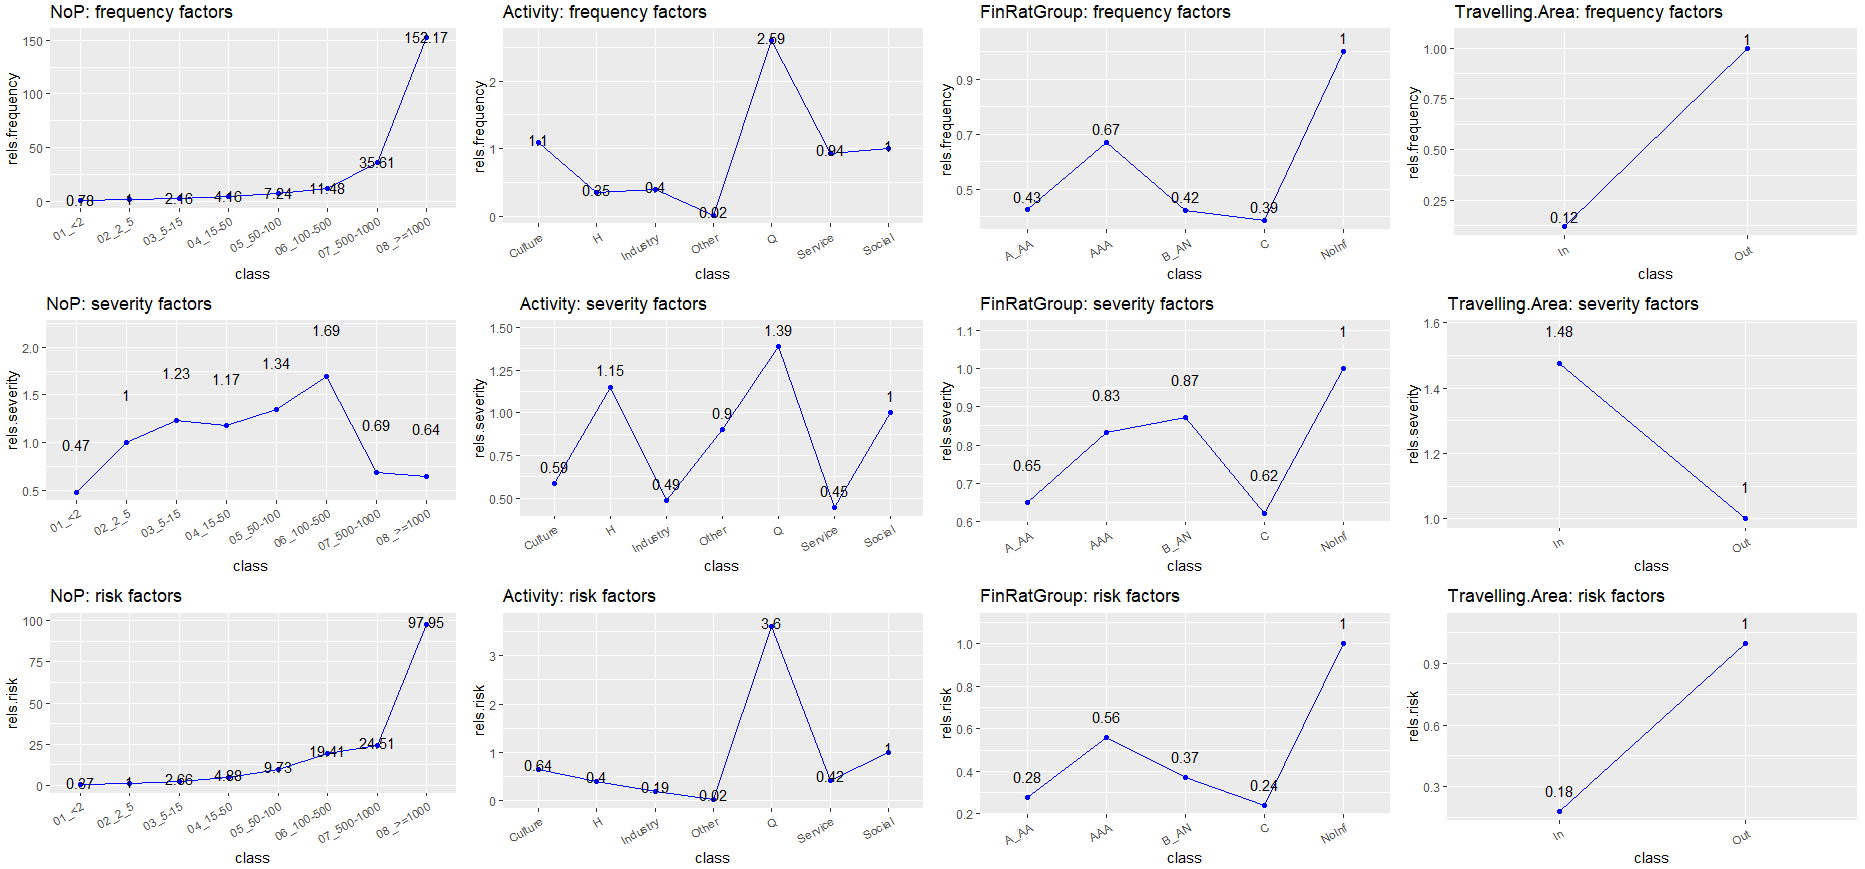 NoP: frequency factors
rels.frequency
150
100
50
0
0.78
1
2.16
4.16
7.24
11.48
35.61
152.17
01_<2
02_2_5
03_5-15
04_15-50
05_50-100
06_100-500
07_500-1000
08_>=1000
class
Activity: frequency factors
rels.frequency
2
1
0
1.1
0.35
0.4
0.02
2.59
0.94
1
Culture
H
Industry
Other
Q
Service
Social
class
FinRatGroup: frequency factors
rels.frequency
0.9
0.7
0.5
0.43
0.67
0.42
0.39
1
A_AA
AAA
B_AN
C
NoInf
class
Travelling.Area: frequency factors
rels.frequency
1.00
0.75
0.50
0.25
0.12
1
In
Out
class
NoP: severity factors
rels.severity
2.0
1.5
1.0
0.5
0.47
1
1.23
1.17
1.34
1.69
0.69
0.64
01_<2
02_2_5
03_5-15
04_15-50
05_50-100
06_100-500
07_500-1000
08_>=1000
class
Activity: severity factors
rels.severity
1.50
1.25
1.00
0.75
0.50
0.59
1.15
0.49
0.9
1.39
0.45
1
Culture
H
Industry
Other
Q
Service
Social
class
FinRatGroup: severity factors
rels.severity
1.1
1.0
0.9
0.8
0.7
0.6
0.65
0.83
0.87
0.62
1
A_AA
AAA
B_AN
C
NoInf
class
Travelling.Area: severity factors
rels.severity
1.6
1.4
1.2
1.0
1.48
1
In
Out
class
NoP: risk factors
rels.risk
100
75
50
25
0
0.37
1
2.66
4.88
9.73
19.41
24.51
97.95
01_<2
02_2_5
03_5-15
04_15-50
05_50-100
06_100-500
07_500-1000
08_>=1000
class
Activity: risk factors
rels.risk
3
2
1
0
0.64
0.4
0.19
0.02
3.6
0.42
1
Culture
H
Industry
Other
Q
Service
Social
class
FinRatGroup: risk factors
rels.risk
1.0
0.8
0.6
0.4
0.2
0.28
0.56
0.37
0.24
1
A_AA
AAA
B_AN
C
NoInf
class
Travelling.Area: risk factors
rels.risk
0.9
0.6
0.3
0.18
1
In
Out
class